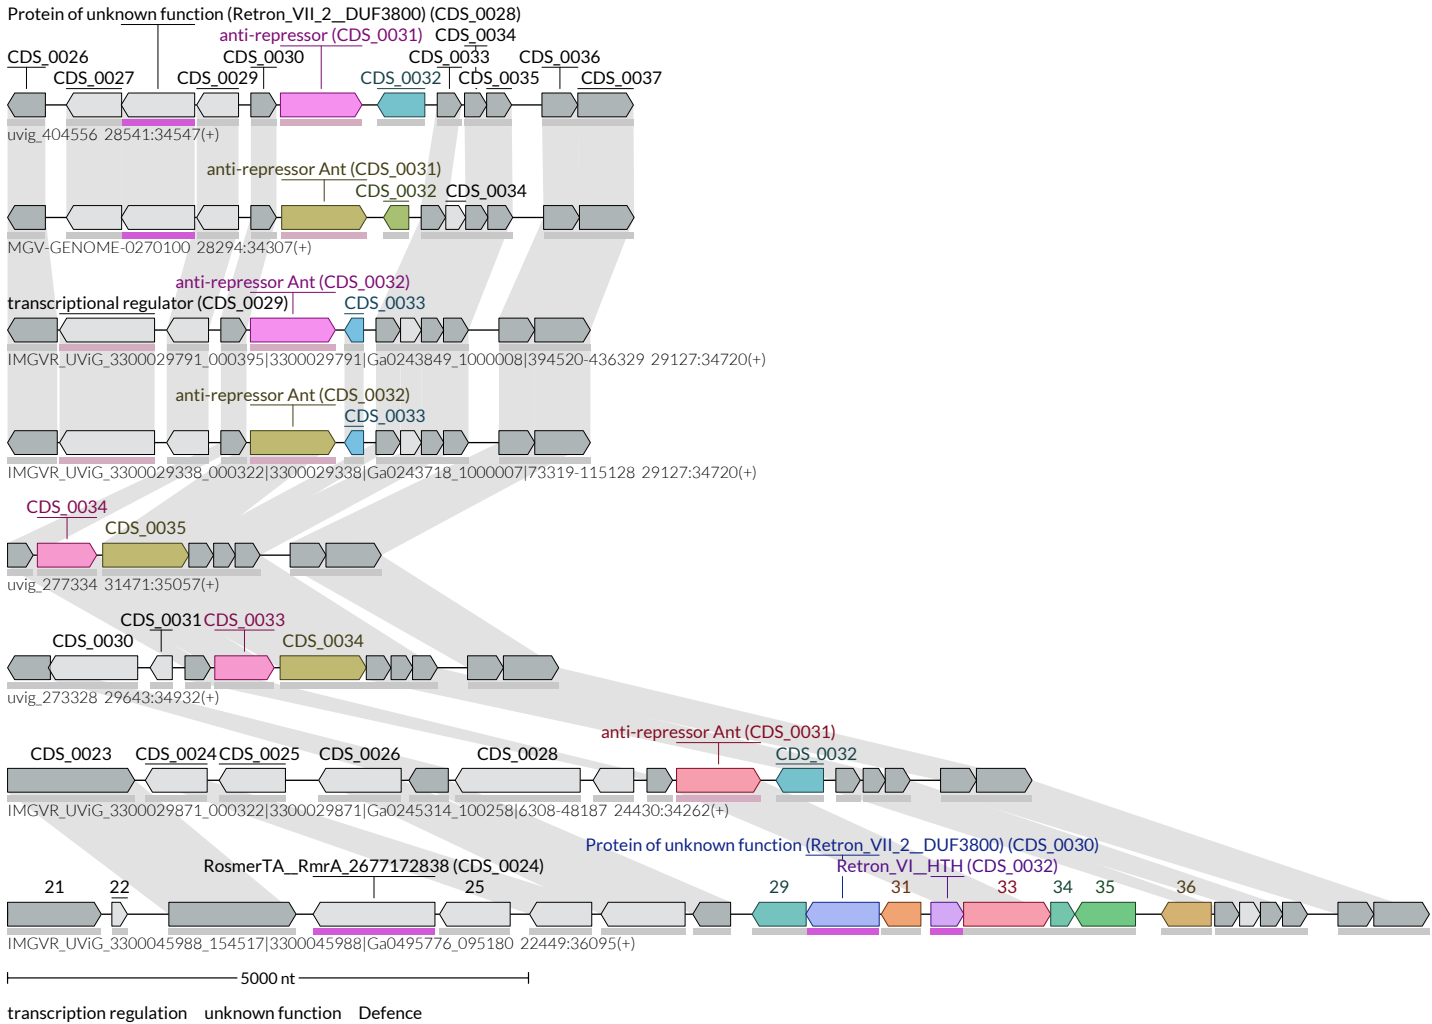 Protein of unknown function (Retron_VII_2__DUF3800) (CDS_0028)
anti-repressor (CDS_0031) CDS_0034
CDS_0026 CDS_0030 CDS_0033 CDS_0036
CDS_0027 CDS_0029 CDS_0032 CDS_0035 CDS_0037
uvig_404556 28541:34547(+)
anti-repressor Ant (CDS_0031)
CDS_0032 CDS_0034
MGV-GENOME-0270100 28294:34307(+)
anti-repressor Ant (CDS_0032)
transcriptional regulator (CDS_0029) CDS_0033
IMGVR_UViG_3300029791_000395|3300029791|Ga0243849_1000008|394520-436329 29127:34720(+)
anti-repressor Ant (CDS_0032)
CDS_0033
IMGVR_UViG_3300029338_000322|3300029338|Ga0243718_1000007|73319-115128 29127:34720(+)
CDS_0034
CDS_0035
uvig_277334 31471:35057(+)
CDS_0031 CDS_0033
CDS_0030 CDS_0034
uvig_273328 29643:34932(+)
anti-repressor Ant (CDS_0031)
CDS_0023 CDS_0024 CDS_0025 CDS_0026 CDS_0028 CDS_0032
IMGVR_UViG_3300029871_000322|3300029871|Ga0245314_100258|6308-48187 24430:34262(+)
Protein of unknown function (Retron_VII_2__DUF3800) (CDS_0030)
RosmerTA__RmrA_2677172838 (CDS_0024) Retron_VI__HTH (CDS_0032)
21 22 25 29 31 33 34 35 36
IMGVR_UViG_3300045988_154517|3300045988|Ga0495776_095180 22449:36095(+)
5000 nt
transcription regulation unknown function Defence